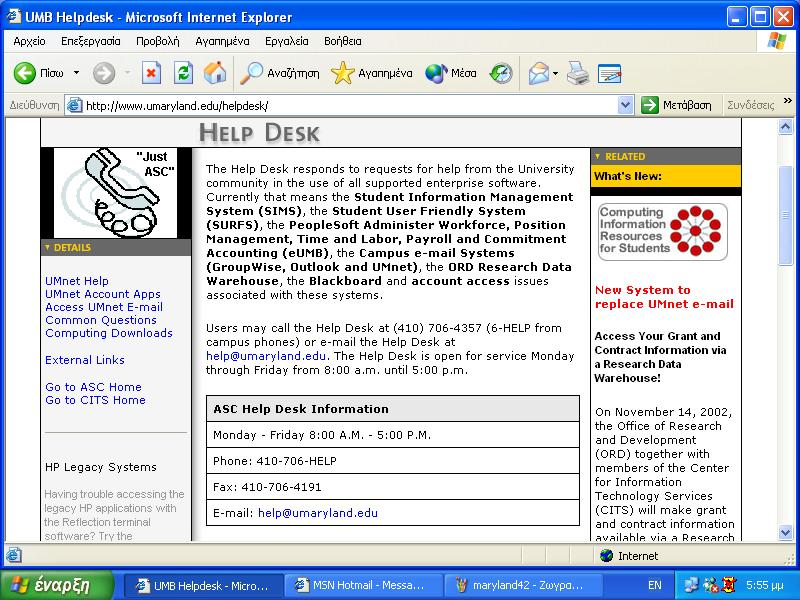 UMB Helpdesk - Microsoft Internet Explorer
Αρχείο Επεξεργασία Προβολή Αγαπημένα Εργαλεία Βοήθεια
Πίσω Αναζήτηση Αγαπημένα Μέσα
Διεύθυνση http://www.umaryland.edu/helpdesk/ Μετάβαση Συνδέσεις »
HELP DESK
"Just
ASC"
DETAILS
UMnet Help
UMnet Account Apps
Access UMnet E-mail
Common Questions
Computing Downloads
External Links
Go to ASC Home
Go to CITS Home
HP Legacy Systems
Having trouble accessing the
legacy HP applications with
the Reflection terminal
software? Try the
The Help Desk responds to requests for help from the University
community in the use of all supported enterprise software.
Currently that means the Student Information Management
System (SIMS), the Student User Friendly System
(SURFS), the PeopleSoft Administer Workforce, Position
Management, Time and Labor, Payroll and Commitment
Accounting (eUMB), the Campus e-mail Systems
(GroupWise, Outlook and UMnet), the ORD Research Data
Warehouse, the Blackboard and account access issues
associated with these systems.
Users may call the Help Desk at (410) 706-4357 (6-HELP from
campus phones) or e-mail the Help Desk at
help@umaryland.edu. The Help Desk is open for service Monday
through Friday from 8:00 a.m. until 5:00 p.m.
ASC Help Desk Information
Monday - Friday 8:00 A.M. - 5:00 P.M.
Phone: 410-706-HELP
Fax: 410-706-4191
E-mail: help@umaryland.edu
RELATED
What's New:
Computing
Information
Resources
for Students
New System to
replace UMnet e-mail
Access Your Grant and
Contract Information via
a Research Data
Warehouse!
On November 14, 2002,
the Office of Research
and Development
(ORD) together with
members of the Center
for Information
Technology Services
(CITS) will make grant
and contract information
available via a Research
Internet
έναρξη UMB Helpdesk - Micro... MSN Hotmail - Messa... maryland42 - Ζωγρα... EN 5:55 μμ